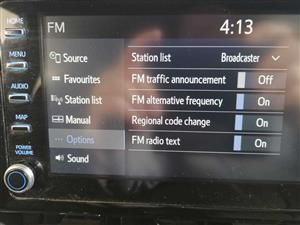 FM 4:13
HOME
MENU
AUDIO
MAP
POWER
VOLUME
Source
Favourites
Station list
Manual
Options
Sound
Station list Broadcaster
FM traffic announcement Off
FM alternative frequency On
Regional code change On
FM radio text On